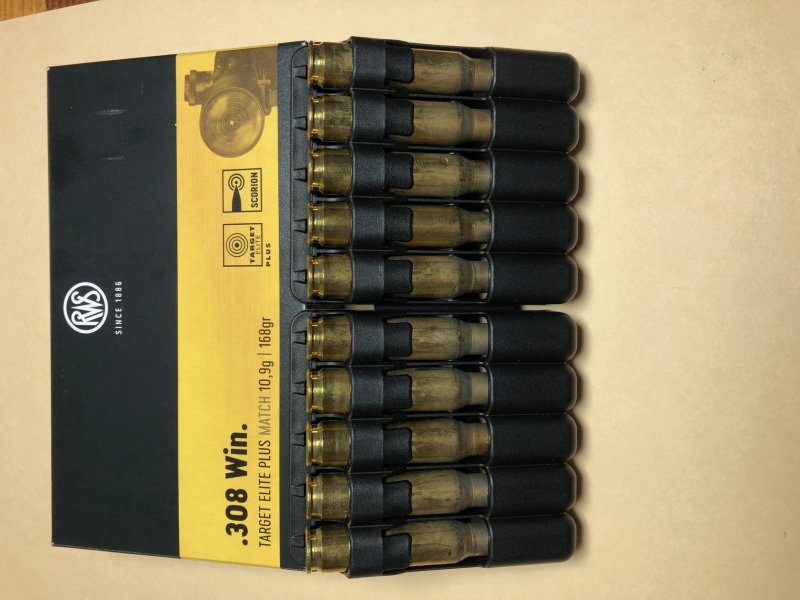 RWS
SINCE 1886
SCORION
TARGET
ELITE
PLUS
.308 Win.
TARGET ELITE PLUS MATCH 10,9g | 168gr